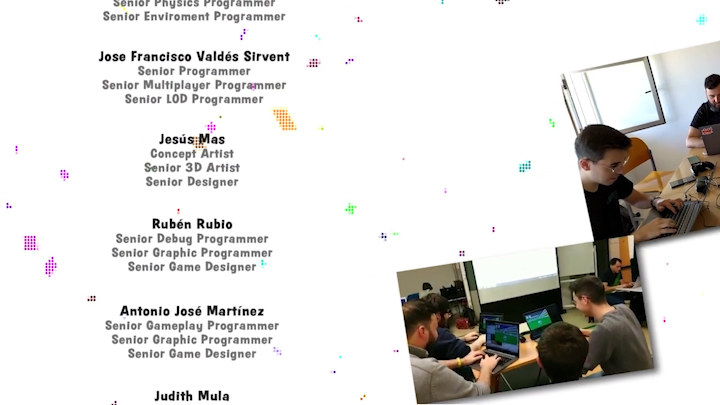 Senior Physics Programmer
Senior Enviroment Programmer
Jose Francisco Valdés Sirvent
Senior Programmer
Senior Multiplayer Programmer
Senior LOD Programmer
Jesús Mas
Concept Artist
Senior 3D Artist
Senior Designer
Rubén Rubio
Senior Debug Programmer
Senior Graphic Programmer
Senior Game Designer
Antonio José Martínez
Senior Gameplay Programmer
Senior Graphic Programmer
Senior Game Designer
Judith Mula